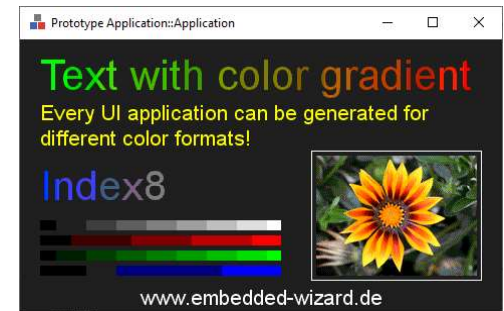 Prototype Application::Application
Text with color gradient
Every UI application can be generated for
different color formats!
Index8
www.embedded-wizard.de